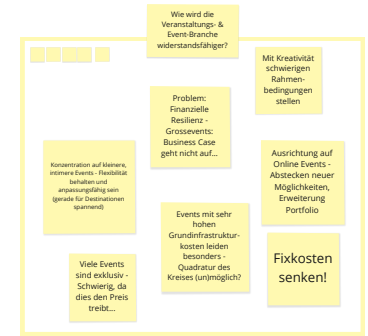 Wie wird die
Veranstaltungs- &
Event-Branche
widerstandsfähiger?
Mit Kreativität
schwierigen
Rahmen-
bedingungen
stellen
Problem:
Finanzielle
Resilienz -
Grossevents:
Business Case
geht nicht auf...
Konzentration auf kleinere,
intimere Events - Flexibilität
behalten und
anpassungsfähig sein
(gerade für Destinationen
spannend)
Ausrichtung auf
Online Events -
Abstecken neuer
Möglichkeiten,
Erweiterung
Portfolio
Events mit sehr
hohen
Grundinfrastruktur-
kosten leiden
besonders -
Quadratur des
Kreises (un)möglich?
Viele Events
sind exklusiv -
Schwierig, da
dies den Preis
treibt...
Fixkosten
senken!